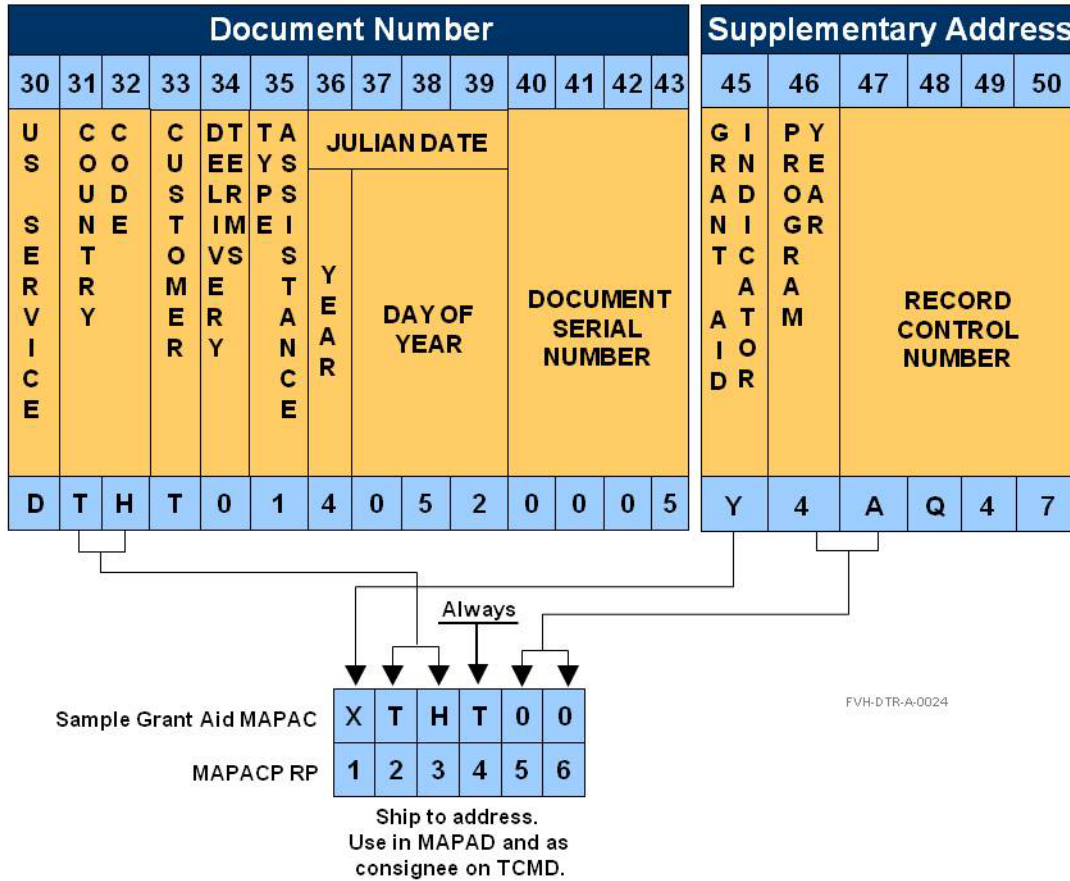 Document Number
Supplementary Address
30 31 32 33 34 35 36 37 38 39 40 41 42 43
45 46 47 48 49 50
US SERVICE
COUNTRY
CODE
CUSTOMER
DELIVERY
TERMS
TYPE
ASSISTANCE
JULIAN DATE
YEAR
DAY OF
YEAR
DOCUMENT
SERIAL
NUMBER
GRANT AID
INDICATOR
PROGRAM
YEAR
RECORD
CONTROL
NUMBER
D T H T 0 1 4 0 5 2 0 0 0 5
Y 4 A Q 4 7
Always
Sample Grant Aid MAPAC X T H T 0 0
MAPACP RP 1 2 3 4 5 6
FVH-DTR-A-0024
Ship to address.
Use in MAPAD and as
consignee on TCMD.